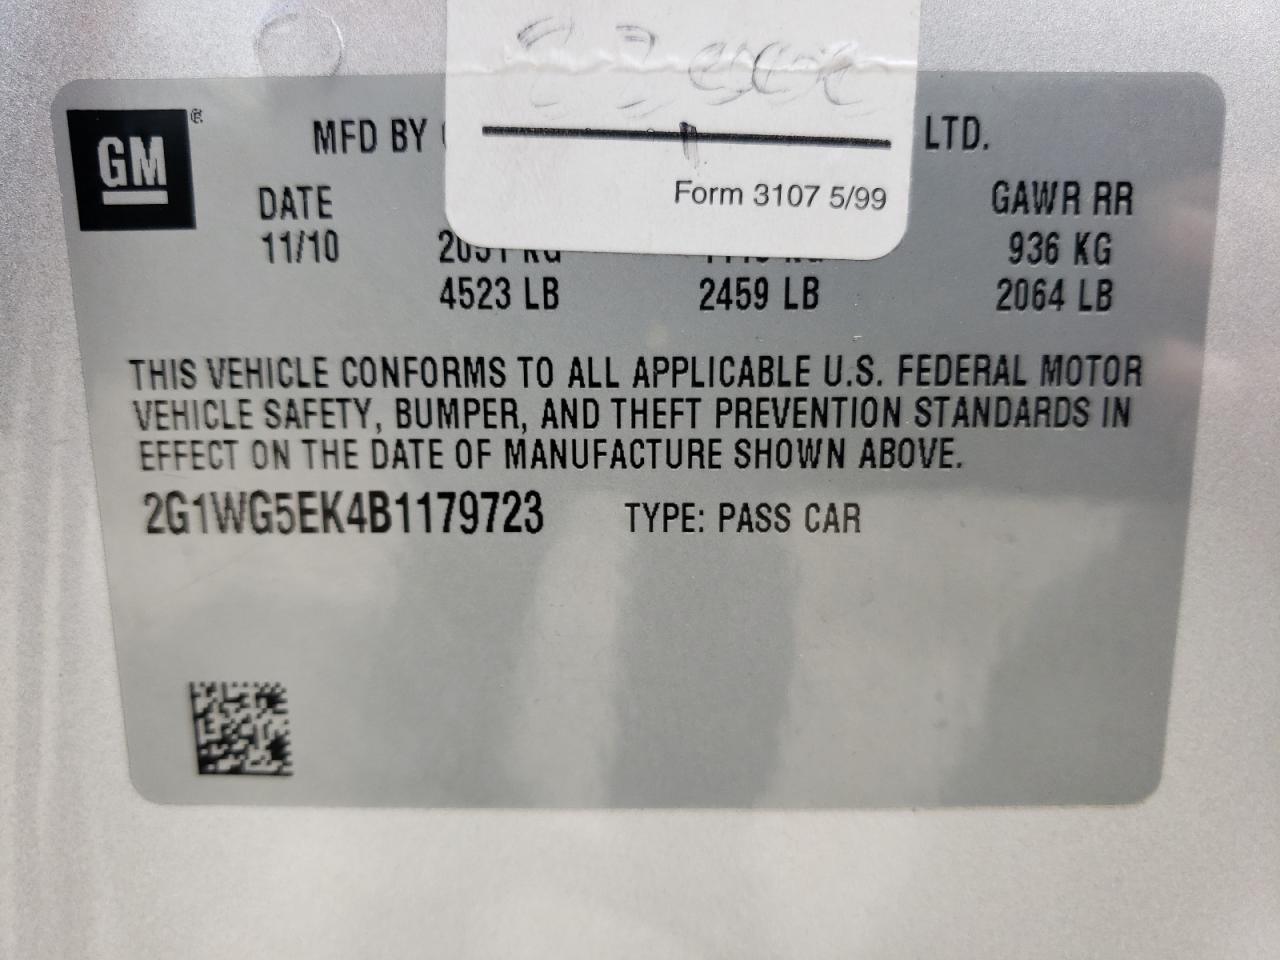 GM ®
MFD BY LTD.
DATE GAWR RR
11/10 936 KG
4523 LB 2459 LB 2064 LB
THIS VEHICLE CONFORMS TO ALL APPLICABLE U.S. FEDERAL MOTOR
VEHICLE SAFETY, BUMPER, AND THEFT PREVENTION STANDARDS IN
EFFECT ON THE DATE OF MANUFACTURE SHOWN ABOVE.
2G1WG5EK4B1179723 TYPE: PASS CAR
Form 3107 5/99